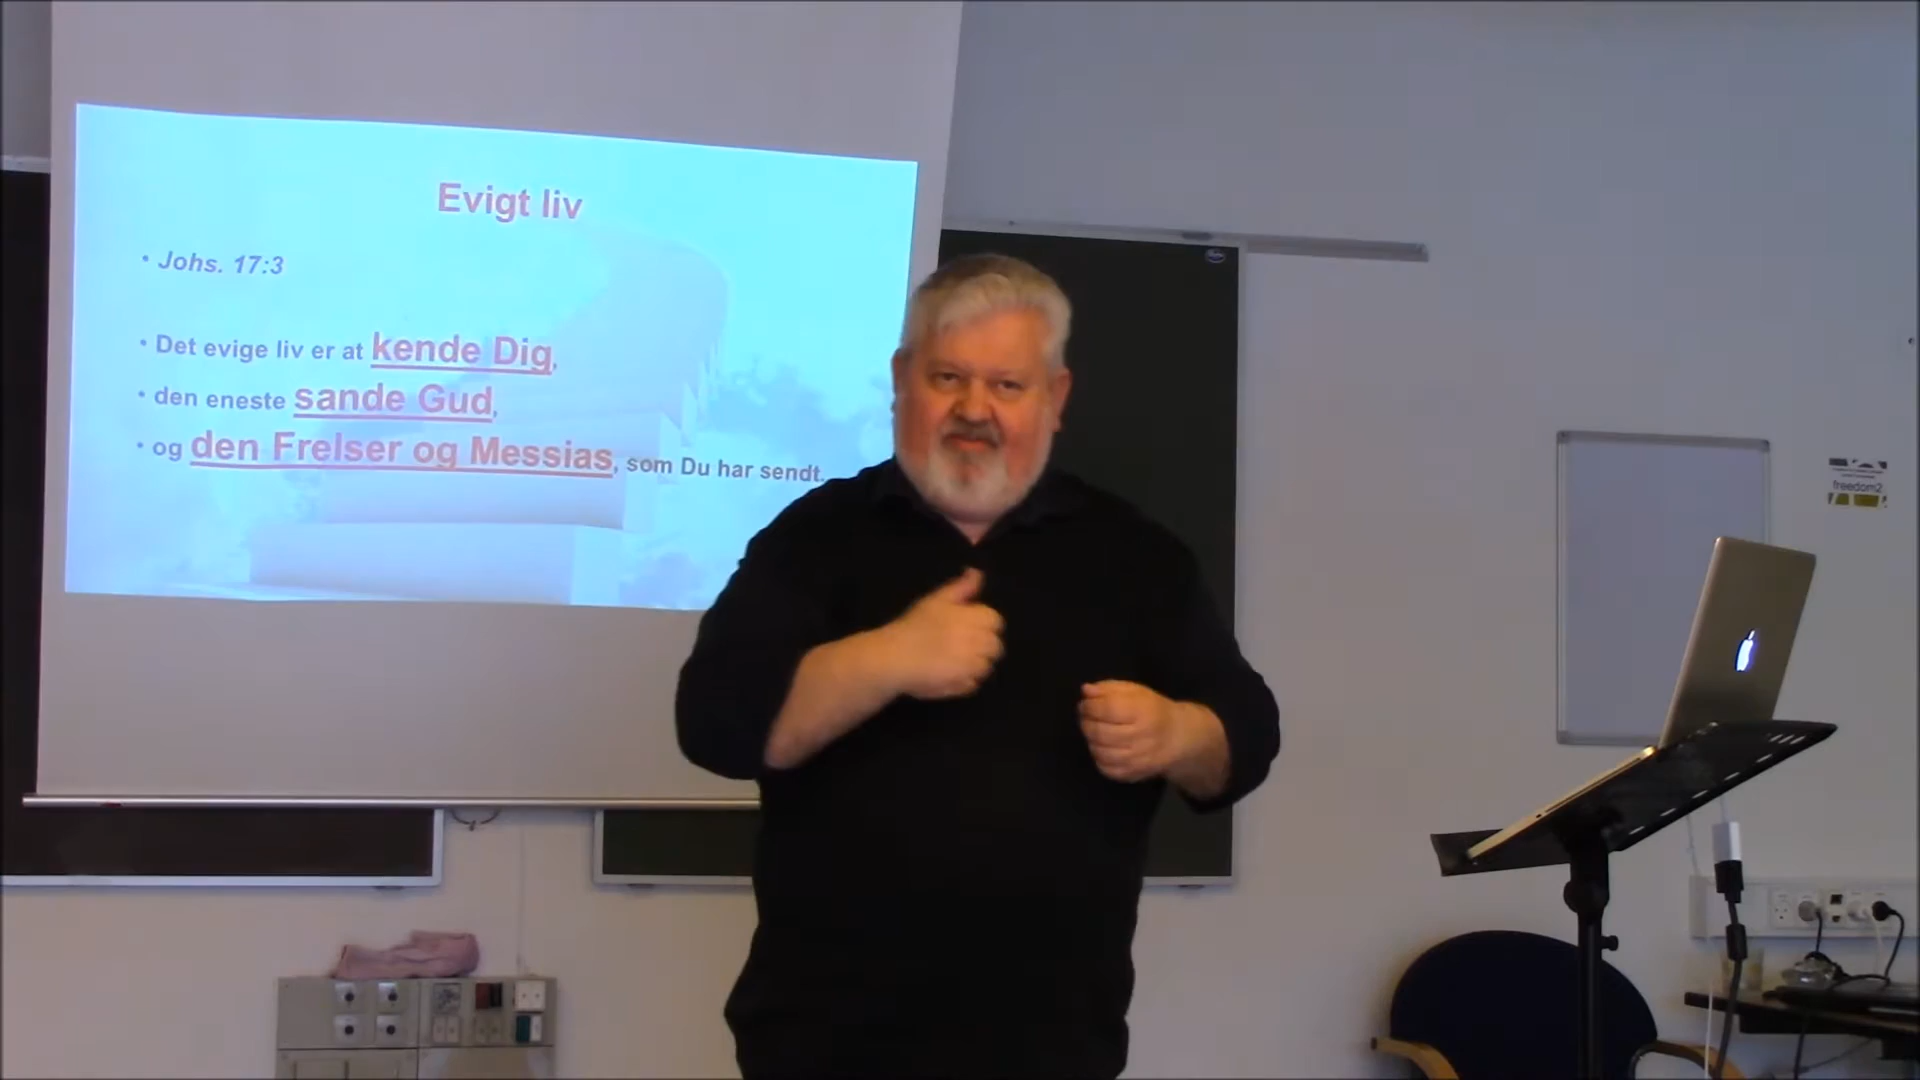 Evigt liv
• Johs. 17:3
• Det evige liv er at kende Dig,
• den eneste sande Gud,
• og den Frelser og Messias, som Du har sendt.
freedom2